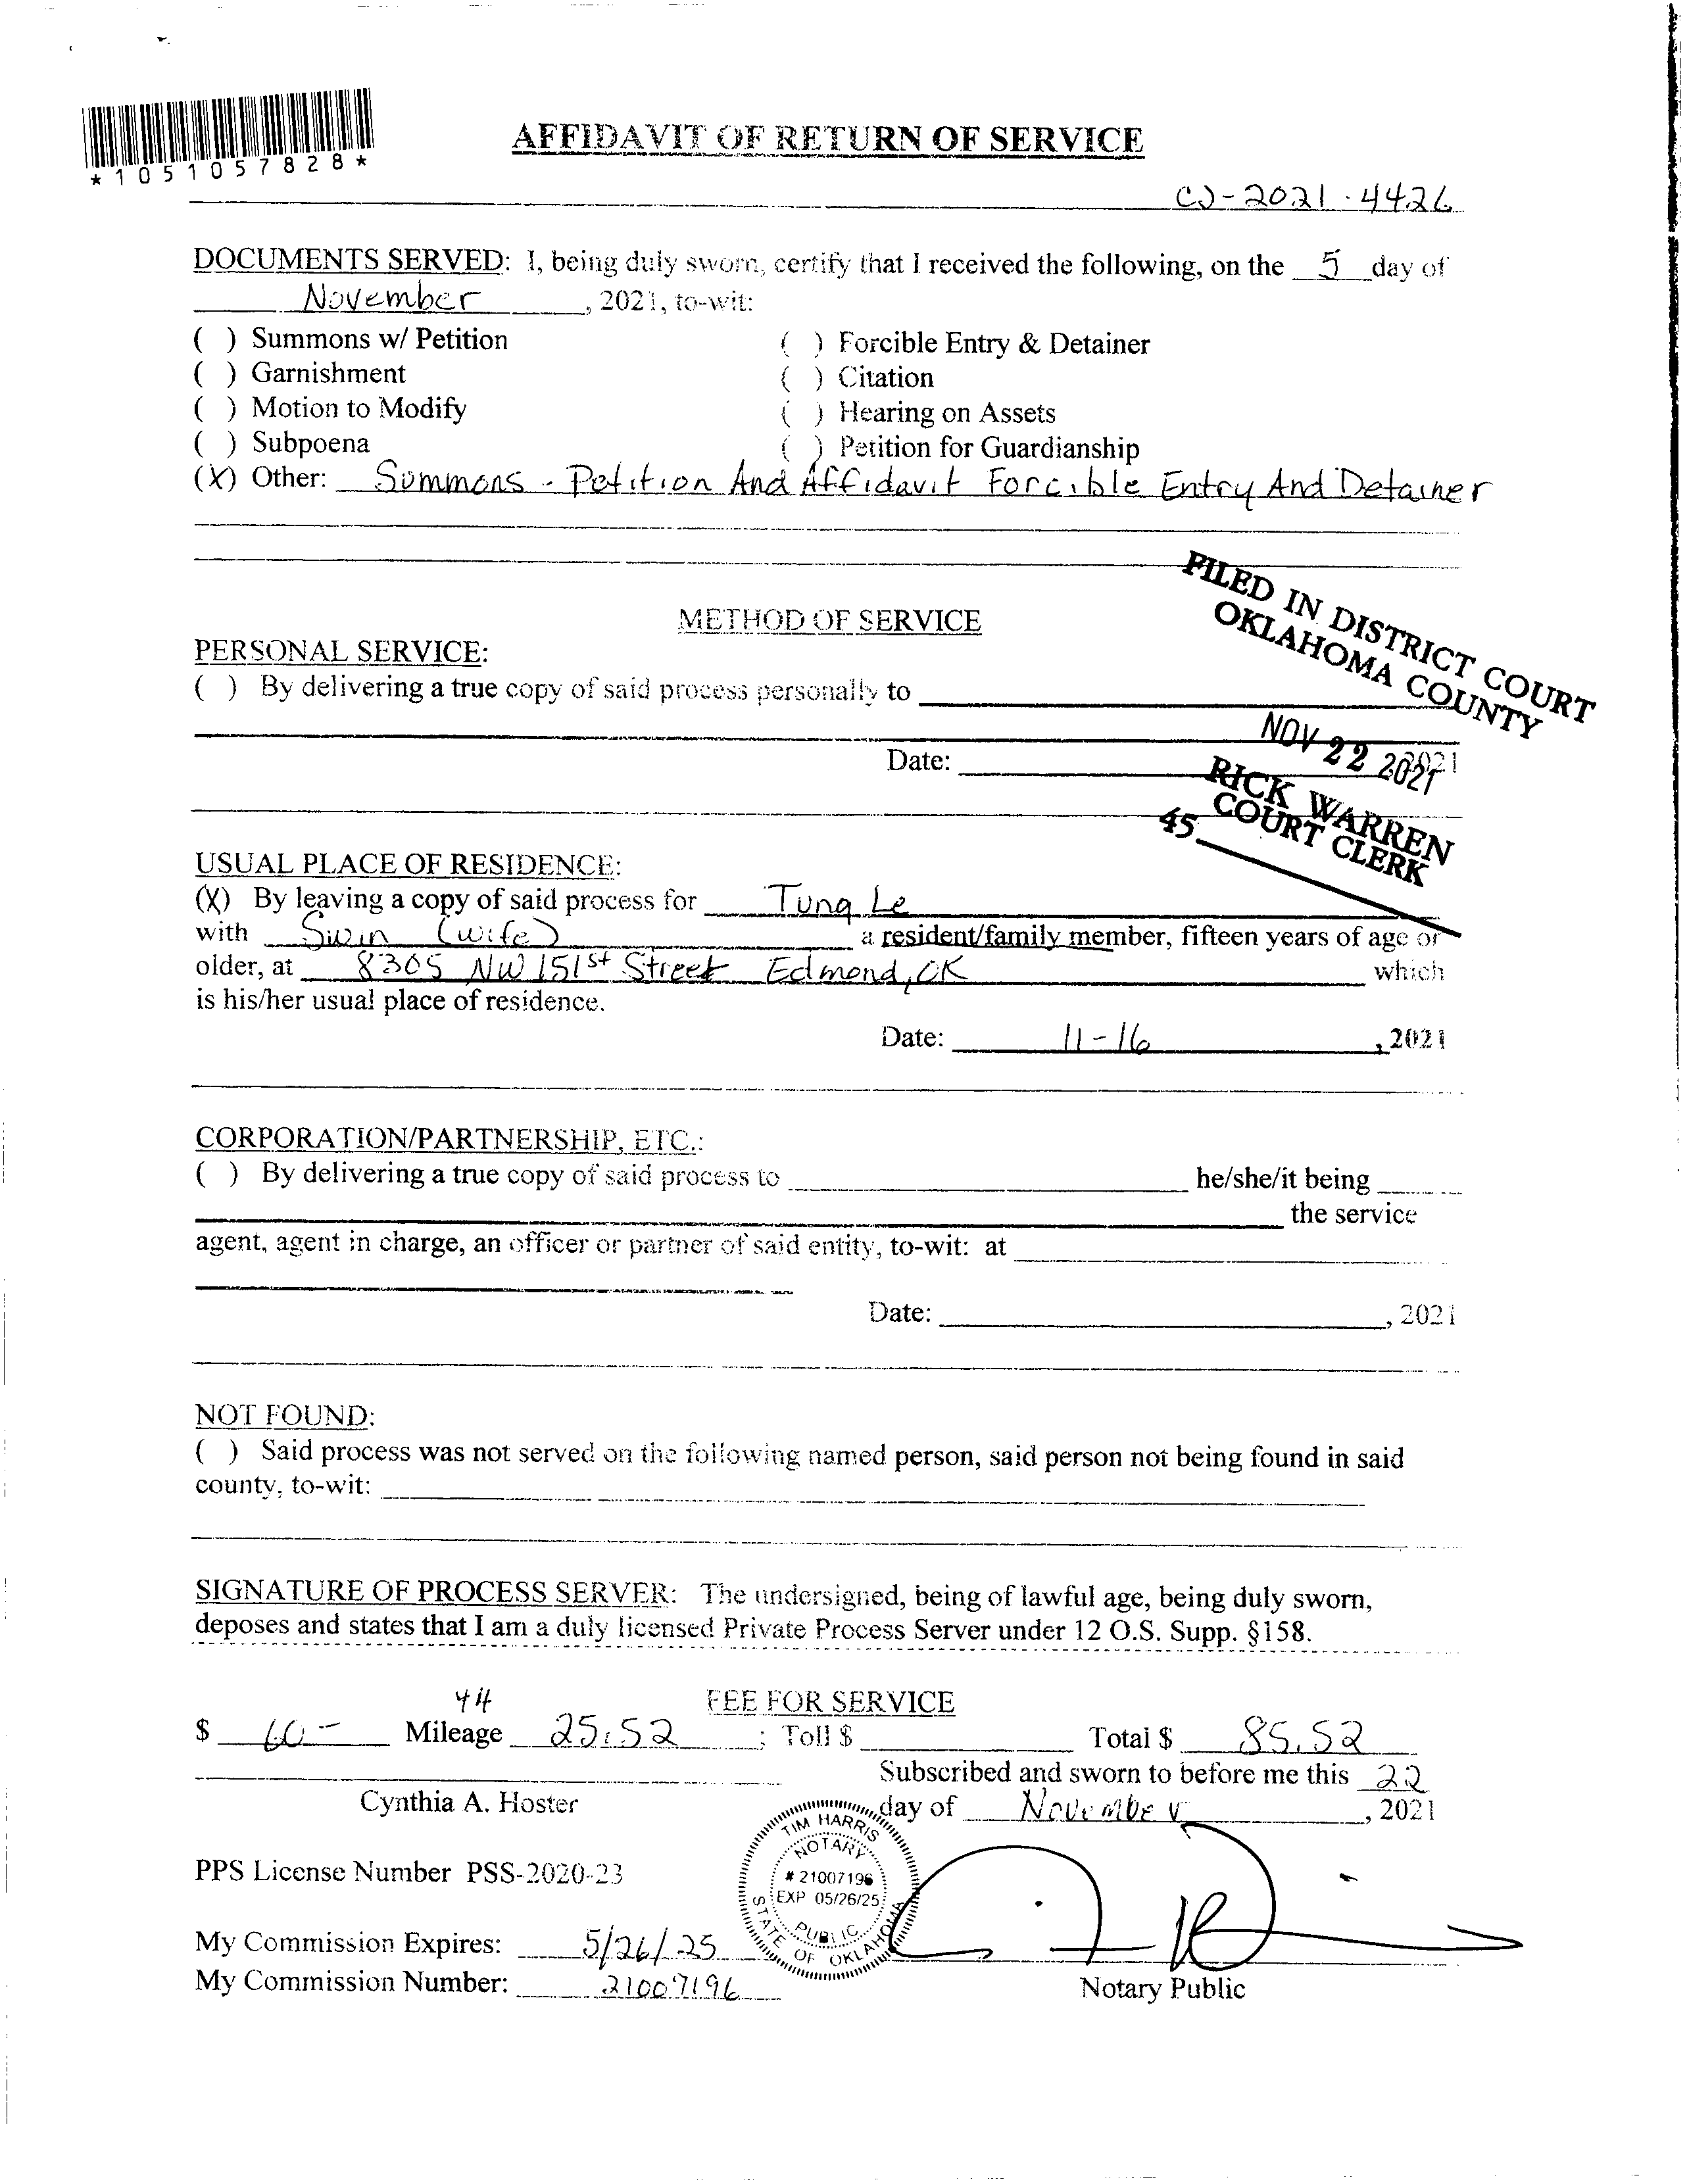 *1051057828*
AFFIDAVIT OF RETURN OF SERVICE
CJ-2021-4426
DOCUMENTS SERVED: I, being duly sworn, certify that I received the following, on the 5 day of
November, 2021, to-wit:
( ) Summons w/ Petition
( ) Garnishment
( ) Motion to Modify
( ) Subpoena
( ) Forcible Entry & Detainer
( ) Citation
( ) Hearing on Assets
( ) Petition for Guardianship
(X) Other: Summons - Petition And Affidavit Forcible Entry And Detainer
FILED IN DISTRICT COURT
OKLAHOMA COUNTY
NOV 22 2021
RICK WARREN
COURT CLERK
45
METHOD OF SERVICE
PERSONAL SERVICE:
( ) By delivering a true copy of said process personally to
Date: , 2021
USUAL PLACE OF RESIDENCE:
(X) By leaving a copy of said process for Tung Le
with (wife) a resident/family member, fifteen years of age or
older, at 8305 NW 151st Street Edmond, OK which
is his/her usual place of residence.
Date: 11-16, 2021
CORPORATION/PARTNERSHIP, ETC.:
( ) By delivering a true copy of said process to he/she/it being
the service
agent, agent in charge, an officer or partner of said entity, to-wit: at
Date: , 2021
NOT FOUND:
( ) Said process was not served on the following named person, said person not being found in said
county, to-wit:
SIGNATURE OF PROCESS SERVER: The undersigned, being of lawful age, being duly sworn,
deposes and states that I am a duly licensed Private Process Server under 12 O.S. Supp. §158.
FEE FOR SERVICE
44
$ 60- Mileage 25.52; Toll $ Total $ 85.52
Subscribed and sworn to before me this 22
Cynthia A. Hoster
day of November, 2021
TIM HARRIS
NOTARY
# 21007196
EXP 05/26/25
PUBLIC
STATE OF OKLAHOMA
PPS License Number PSS-2020-23
My Commission Expires: 5/26/25
My Commission Number: 21007196
Notary Public